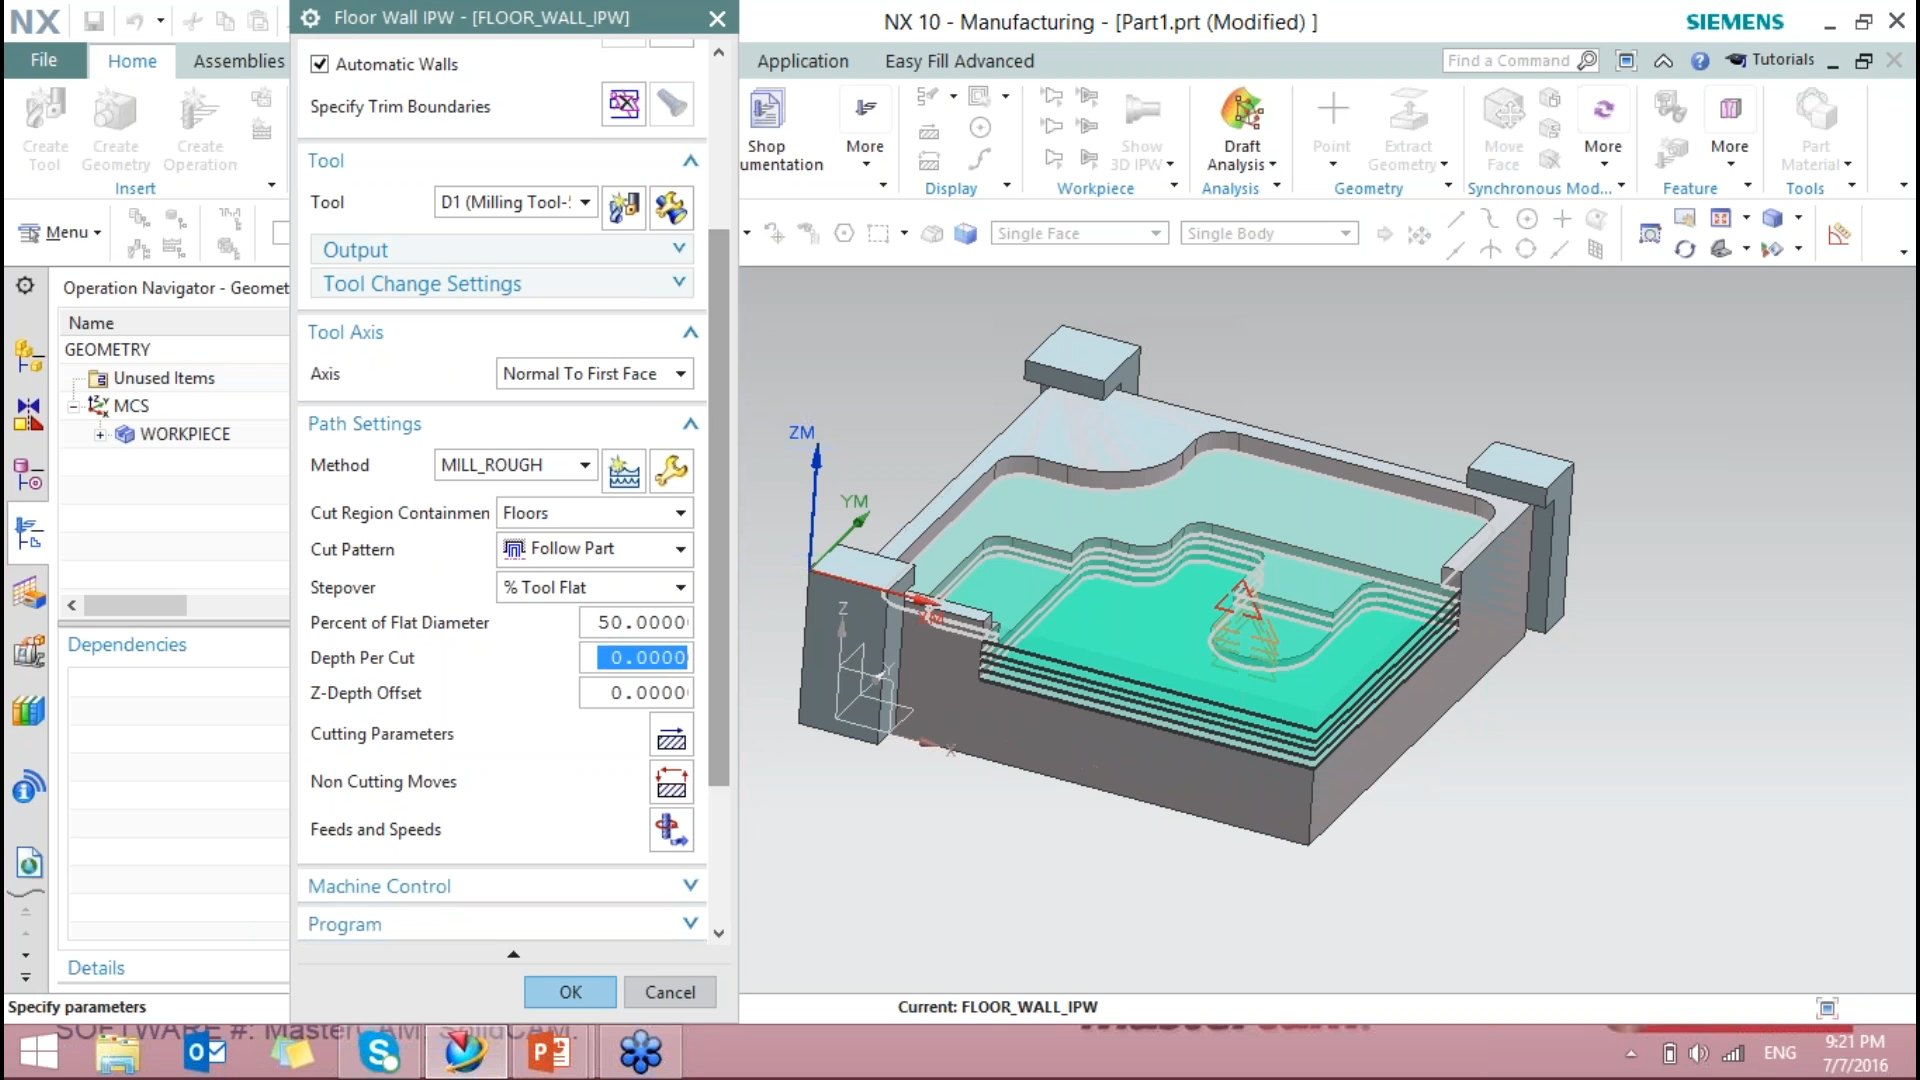 NX
Floor Wall IPW - [FLOOR_WALL_IPW]
NX 10 - Manufacturing - [Part1.prt (Modified) ]
SIEMENS
File
Home
Assemblies
Application
Easy Fill Advanced
Find a Command
Tutorials
Create Tool
Create Geometry
Create Operation
Insert
Shop
umentation
More
Display
Show
3D IPW
Workpiece
Draft
Analysis
Analysis
Point
Extract
Geometry
Geometry
Move
Face
More
Synchronous Mod...
More
Feature
Part
Material
Tools
Menu
Single Face
Single Body
Operation Navigator - Geomet
Name
GEOMETRY
Unused Items
MCS
WORKPIECE
Dependencies
Details
Automatic Walls
Specify Trim Boundaries
Tool
Tool
D1 (Milling Tool-
Output
Tool Change Settings
Tool Axis
Axis
Normal To First Face
Path Settings
Method
MILL_ROUGH
Cut Region Containmen
Floors
Cut Pattern
Follow Part
Stepover
% Tool Flat
Percent of Flat Diameter
50.0000
Depth Per Cut
0.0000
Z-Depth Offset
0.0000
Cutting Parameters
Non Cutting Moves
Feeds and Speeds
Machine Control
Program
OK
Cancel
ZM
YM
XM
Z
Y
X
Specify parameters
Current: FLOOR_WALL_IPW
SOFTWARE #: MasterCAM, SolidCAM.
ENG
9:21 PM
7/7/2016